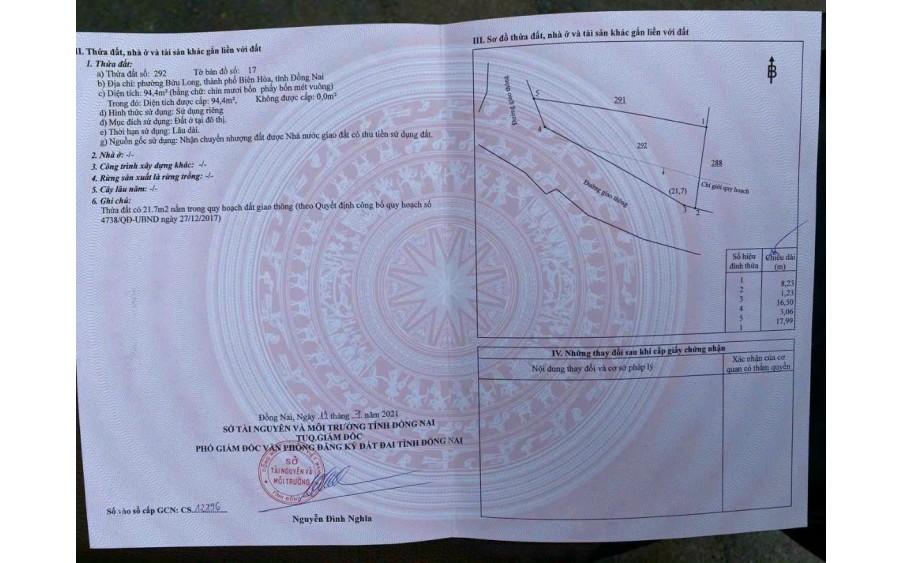 II. Thửa đất, nhà ở và tài sản khác gắn liền với đất
1. Thửa đất:
a) Thửa đất số: 292 Tờ bản đồ số: 17
b) Địa chỉ: phường Bửu Long, thành phố Biên Hòa, tỉnh Đồng Nai
c) Diện tích: 94,4m² (bằng chữ: chín mươi bốn phẩy bốn mét vuông)
Trong đó: Diện tích được cấp: 94,4m², Không được cấp: 0,0m²
d) Hình thức sử dụng: Sử dụng riêng
đ) Mục đích sử dụng: Đất ở tại đô thị.
e) Thời hạn sử dụng: Lâu dài.
g) Nguồn gốc sử dụng: Nhận chuyển nhượng đất được Nhà nước giao đất có thu tiền sử dụng đất.
2. Nhà ở: -/-
3. Công trình xây dựng khác: -/-
4. Rừng sản xuất là rừng trồng: -/-
5. Cây lâu năm: -/-
6. Ghi chú:
Thửa đất có 21.7m2 nằm trong quy hoạch đất giao thông (theo Quyết định công bố quy hoạch số
4738/QĐ-UBND ngày 27/12/2017)
Đồng Nai, Ngày tháng 3 năm 2021
SỞ TÀI NGUYÊN VÀ MÔI TRƯỜNG TỈNH ĐỒNG NAI
TUQ.GIÁM ĐỐC
PHÓ GIÁM ĐỐC VĂN PHÒNG ĐĂNG KÝ ĐẤT ĐAI TỈNH ĐỒNG NAI
SỞ
TÀI NGUYÊN VÀ
MÔI TRƯỜNG
Số vào sổ cấp GCN: CS.12296
Nguyễn Đình Nghĩa
III. Sơ đồ thửa đất, nhà ở và tài sản khác gắn liền với đất
B
Đường giao thông
5
291
1
4
292
288
Chỉ giới quy hoạch
Đường giao thông
(21,7)
3
2
Số hiệu đỉnh thửa
Chiều dài (m)
1
8,23
2
1,23
3
16,50
4
3,06
5
17,99
1
IV. Những thay đổi sau khi cấp giấy chứng nhận
Nội dung thay đổi và cơ sở pháp lý
Xác nhận của cơ
quan có thẩm quyền